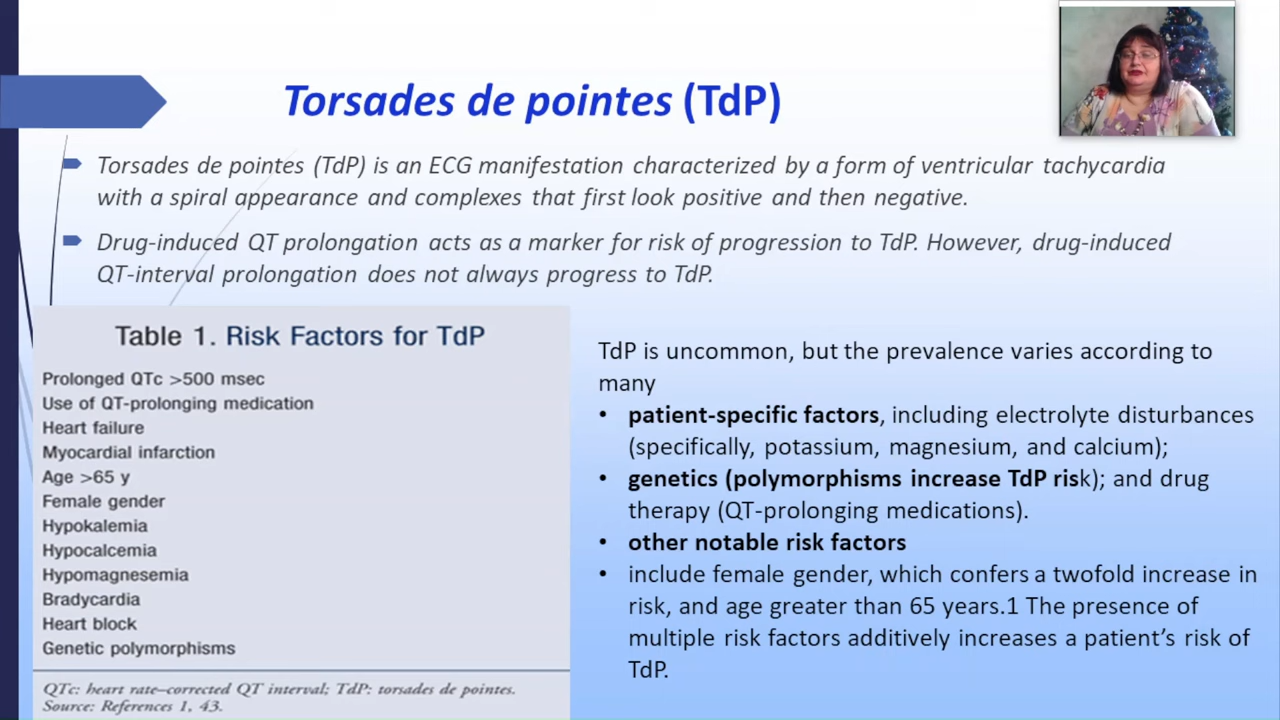 Torsades de pointes (TdP)
Torsades de pointes (TdP) is an ECG manifestation characterized by a form of ventricular tachycardia
with a spiral appearance and complexes that first look positive and then negative.
Drug-induced QT prolongation acts as a marker for risk of progression to TdP. However, drug-induced
QT-interval prolongation does not always progress to TdP.
Table 1. Risk Factors for TdP
Prolonged QTc >500 msec
Use of QT-prolonging medication
Heart failure
Myocardial infarction
Age >65 y
Female gender
Hypokalemia
Hypocalcemia
Hypomagnesemia
Bradycardia
Heart block
Genetic polymorphisms
QTc: heart rate–corrected QT interval; TdP: torsades de pointes.
Source: References 1, 43.
TdP is uncommon, but the prevalence varies according to
many
• patient-specific factors, including electrolyte disturbances
(specifically, potassium, magnesium, and calcium);
• genetics (polymorphisms increase TdP risk); and drug
therapy (QT-prolonging medications).
• other notable risk factors
• include female gender, which confers a twofold increase in
risk, and age greater than 65 years.1 The presence of
multiple risk factors additively increases a patient’s risk of
TdP.